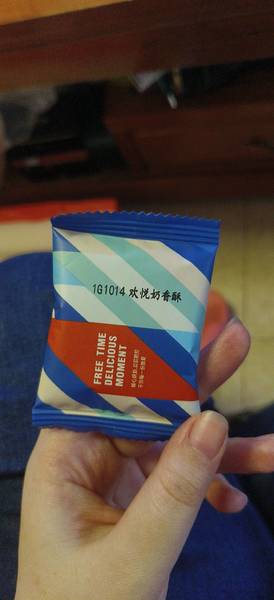 1G1014 欢悦奶香酥
FREE TIME
DELICIOUS
MOMENT